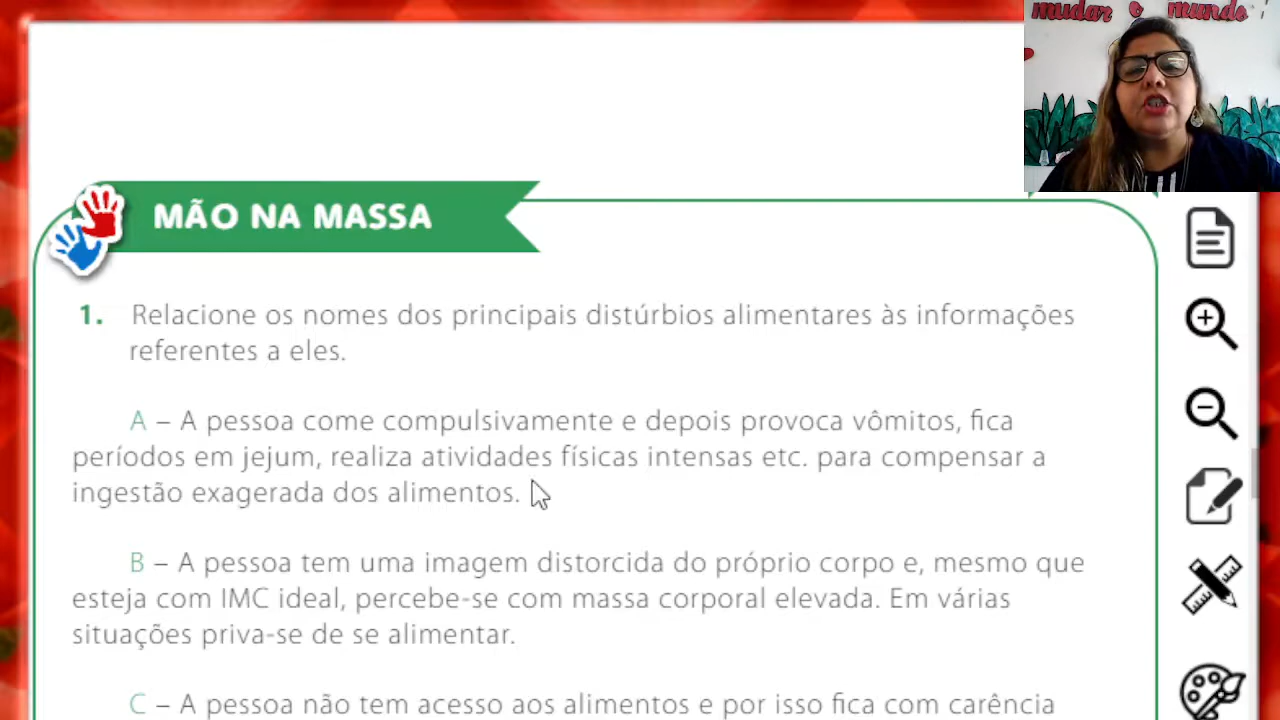 mudar o mundo
MÃO NA MASSA
1. Relacione os nomes dos principais distúrbios alimentares às informações
referentes a eles.
A – A pessoa come compulsivamente e depois provoca vômitos, fica
períodos em jejum, realiza atividades físicas intensas etc. para compensar a
ingestão exagerada dos alimentos.
B – A pessoa tem uma imagem distorcida do próprio corpo e, mesmo que
esteja com IMC ideal, percebe-se com massa corporal elevada. Em várias
situações priva-se de se alimentar.
C – A pessoa não tem acesso aos alimentos e por isso fica com carência